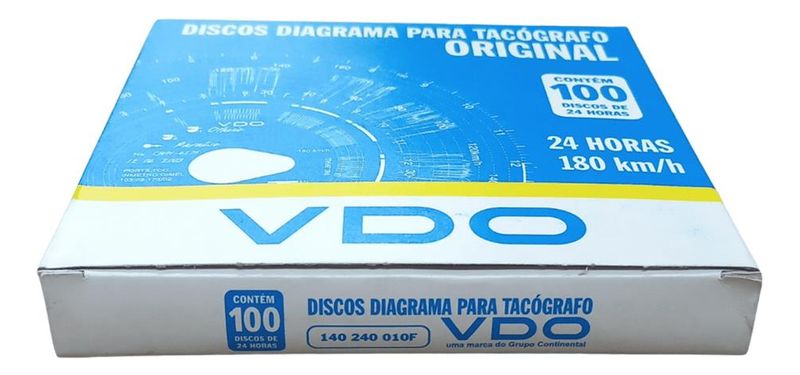 DISCOS DIAGRAMA PARA TACÓGRAFO
ORIGINAL
CONTÉM
100
DISCOS DE
24 HORAS
24 HORAS
180 km/h
VDO
VDO
CONTÉM
100
DISCOS DE
24 HORAS
DISCOS DIAGRAMA PARA TACÓGRAFO
140 240 010F
VDO
uma marca do Grupo Continental